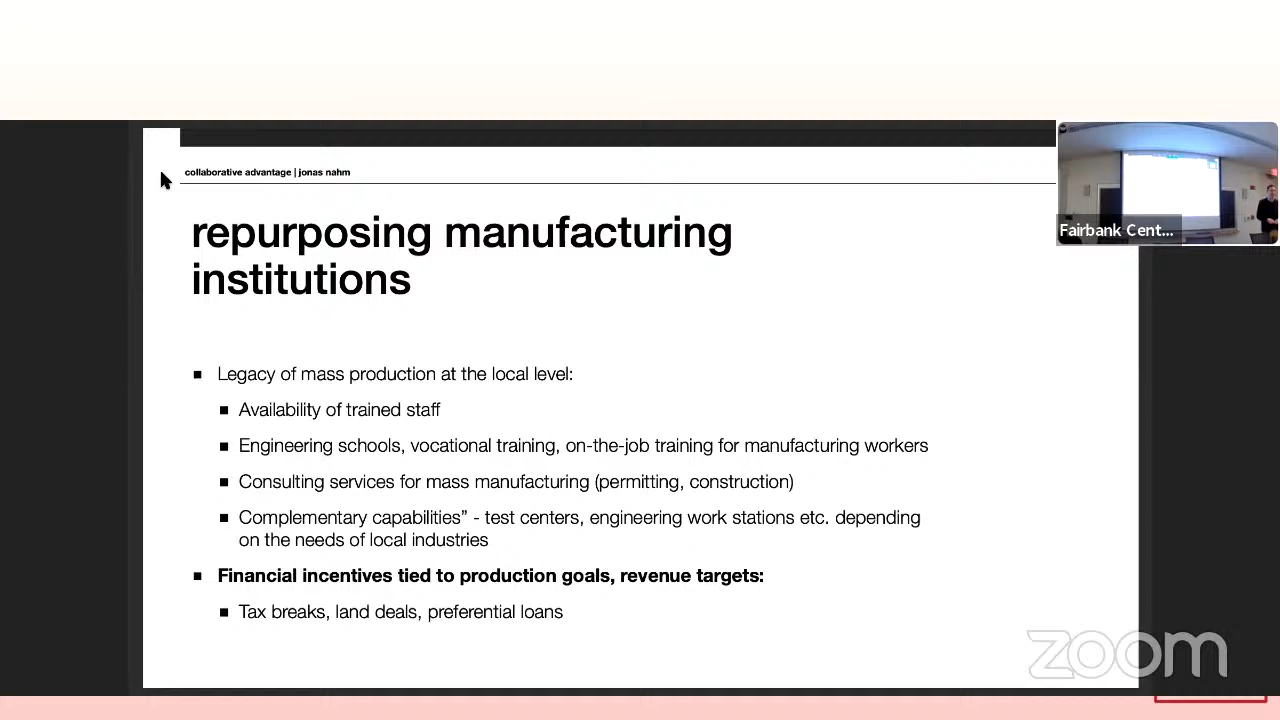 collaborative advantage | jonas nahm
Fairbank Cent...
repurposing manufacturing
institutions
Legacy of mass production at the local level:
Availability of trained staff
Engineering schools, vocational training, on-the-job training for manufacturing workers
Consulting services for mass manufacturing (permitting, construction)
Complementary capabilities” - test centers, engineering work stations etc. depending
on the needs of local industries
Financial incentives tied to production goals, revenue targets:
Tax breaks, land deals, preferential loans
zoom